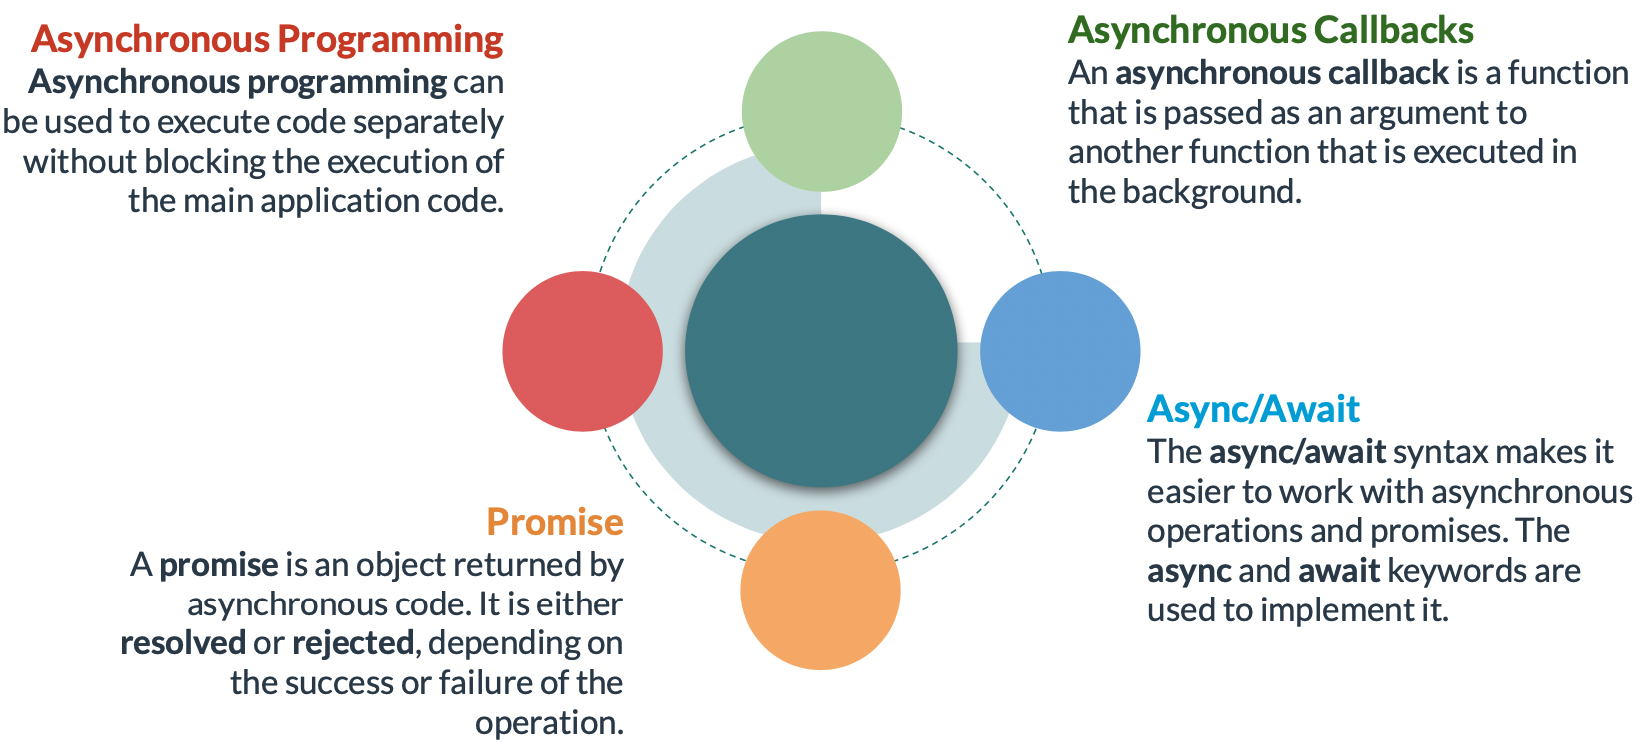 Asynchronous Programming
Asynchronous programming can
be used to execute code separately
without blocking the execution of
the main application code.
Asynchronous Callbacks
An asynchronous callback is a function
that is passed as an argument to
another function that is executed in
the background.
Promise
A promise is an object returned by
asynchronous code. It is either
resolved or rejected, depending on
the success or failure of the
operation.
Async/Await
The async/await syntax makes it
easier to work with asynchronous
operations and promises. The
async and await keywords are
used to implement it.